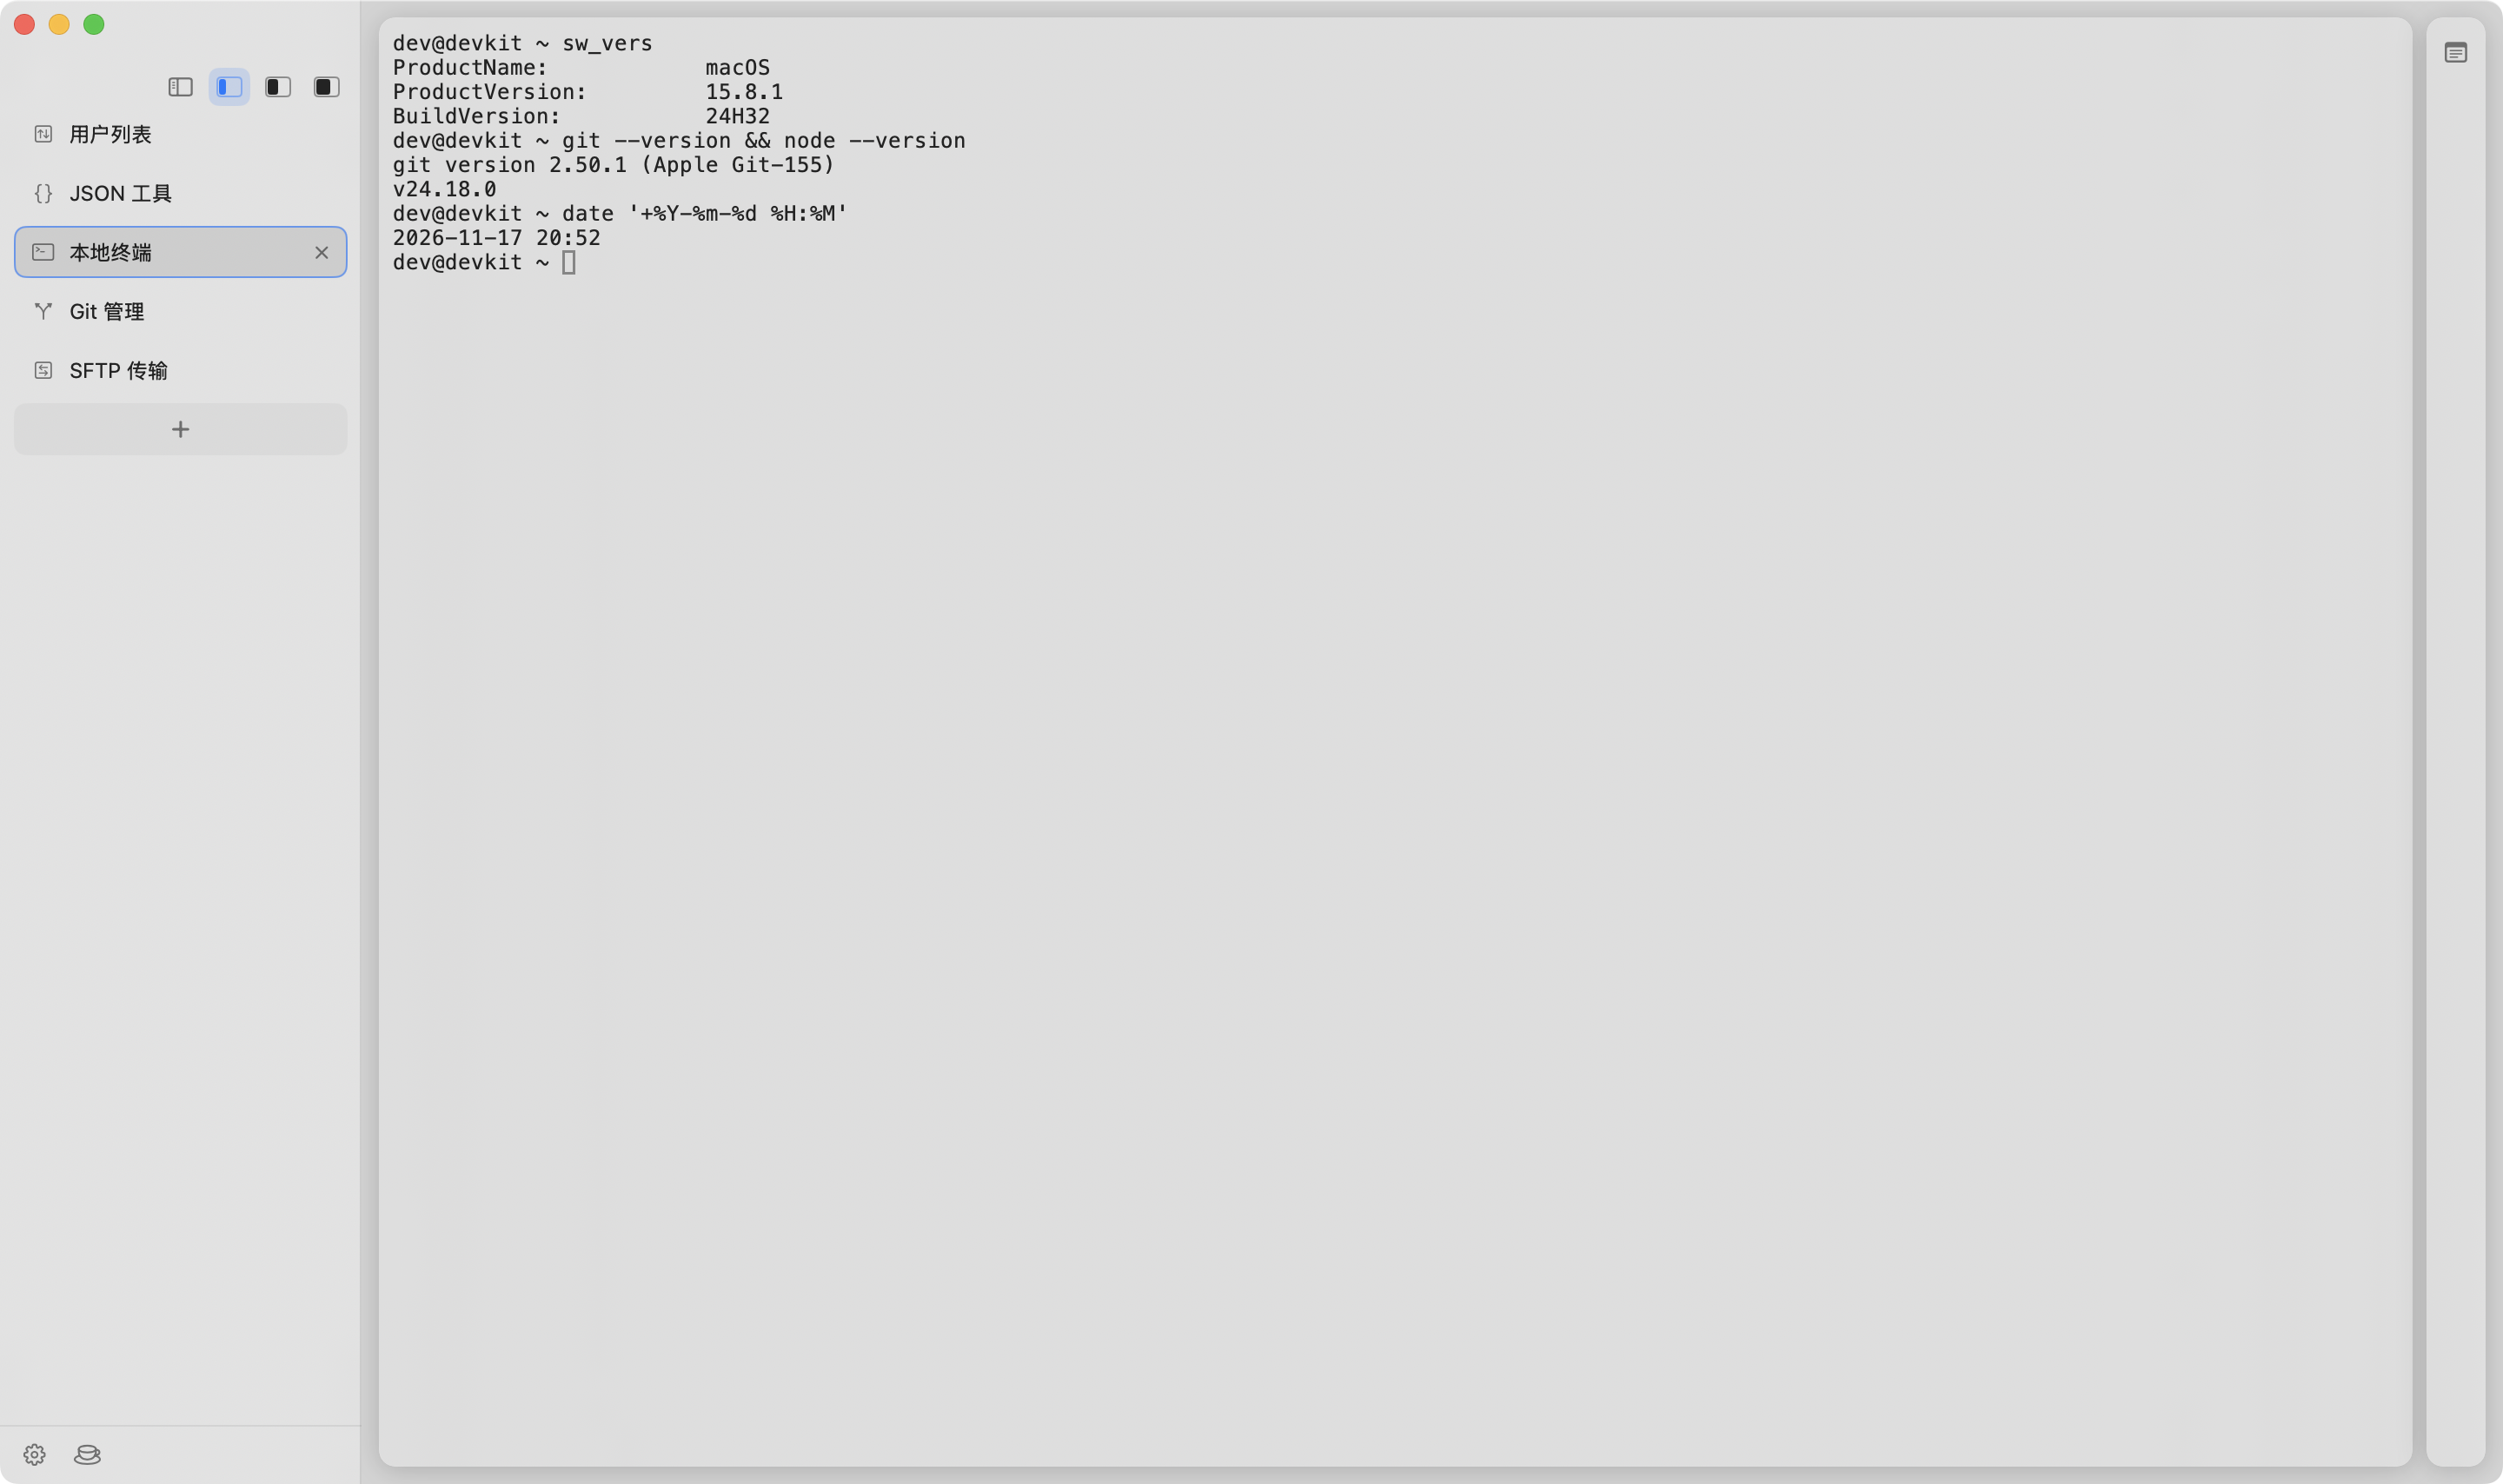 用户列表
JSON 工具
本地终端
Git 管理
SFTP 传输
dev@devkit ~ sw_vers
ProductName:            macOS
ProductVersion:         15.8.1
BuildVersion:           24H32
dev@devkit ~ git --version && node --version
git version 2.50.1 (Apple Git-155)
v24.18.0
dev@devkit ~ date '+%Y-%m-%d %H:%M'
2026-11-17 20:52
dev@devkit ~